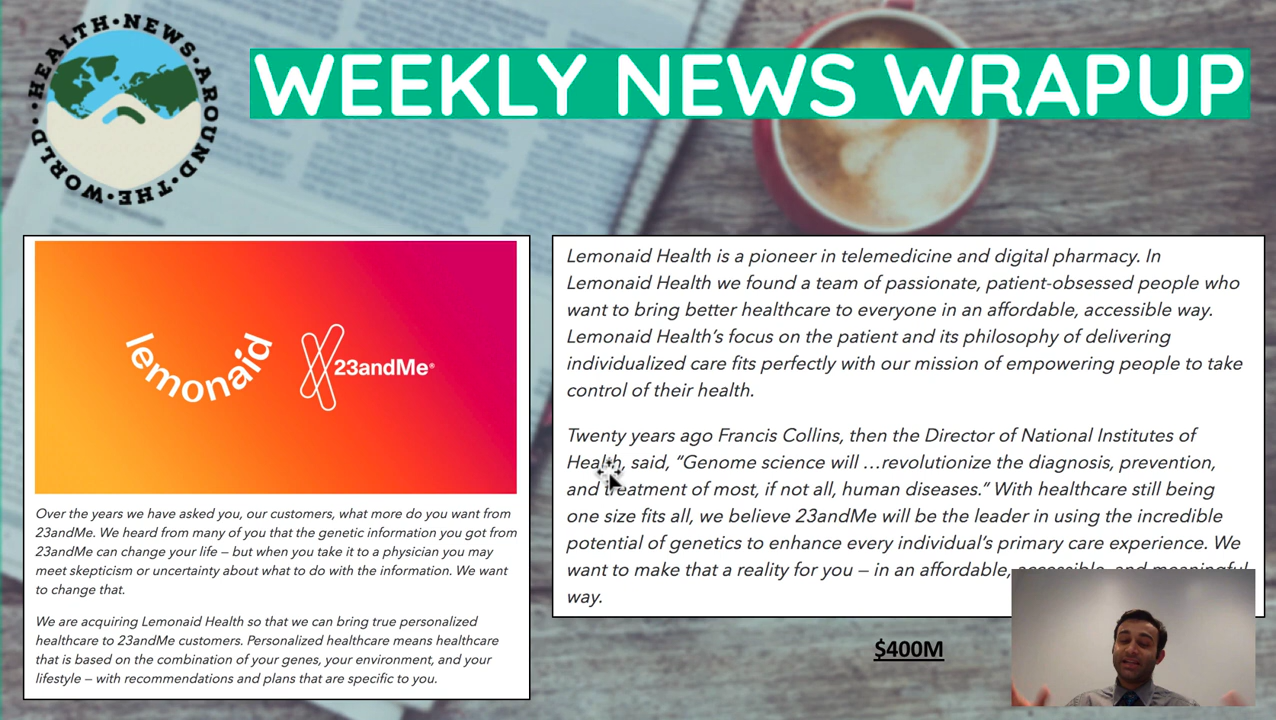 HEALTH·NEWS·AROUND·THE·WORLD·
WEEKLY NEWS WRAPUP
lemonaid
23andMe®
Over the years we have asked you, our customers, what more do you want from
23andMe. We heard from many of you that the genetic information you got from
23andMe can change your life – but when you take it to a physician you may
meet skepticism or uncertainty about what to do with the information. We want
to change that.
We are acquiring Lemonaid Health so that we can bring true personalized
healthcare to 23andMe customers. Personalized healthcare means healthcare
that is based on the combination of your genes, your environment, and your
lifestyle – with recommendations and plans that are specific to you.
Lemonaid Health is a pioneer in telemedicine and digital pharmacy. In
Lemonaid Health we found a team of passionate, patient-obsessed people who
want to bring better healthcare to everyone in an affordable, accessible way.
Lemonaid Health's focus on the patient and its philosophy of delivering
individualized care fits perfectly with our mission of empowering people to take
control of their health.
Twenty years ago Francis Collins, then the Director of National Institutes of
Health, said, “Genome science will …revolutionize the diagnosis, prevention,
and treatment of most, if not all, human diseases.” With healthcare still being
one size fits all, we believe 23andMe will be the leader in using the incredible
potential of genetics to enhance every individual's primary care experience. We
want to make that a reality for you – in an affordable, accessible, and meaningful
way.
$400M